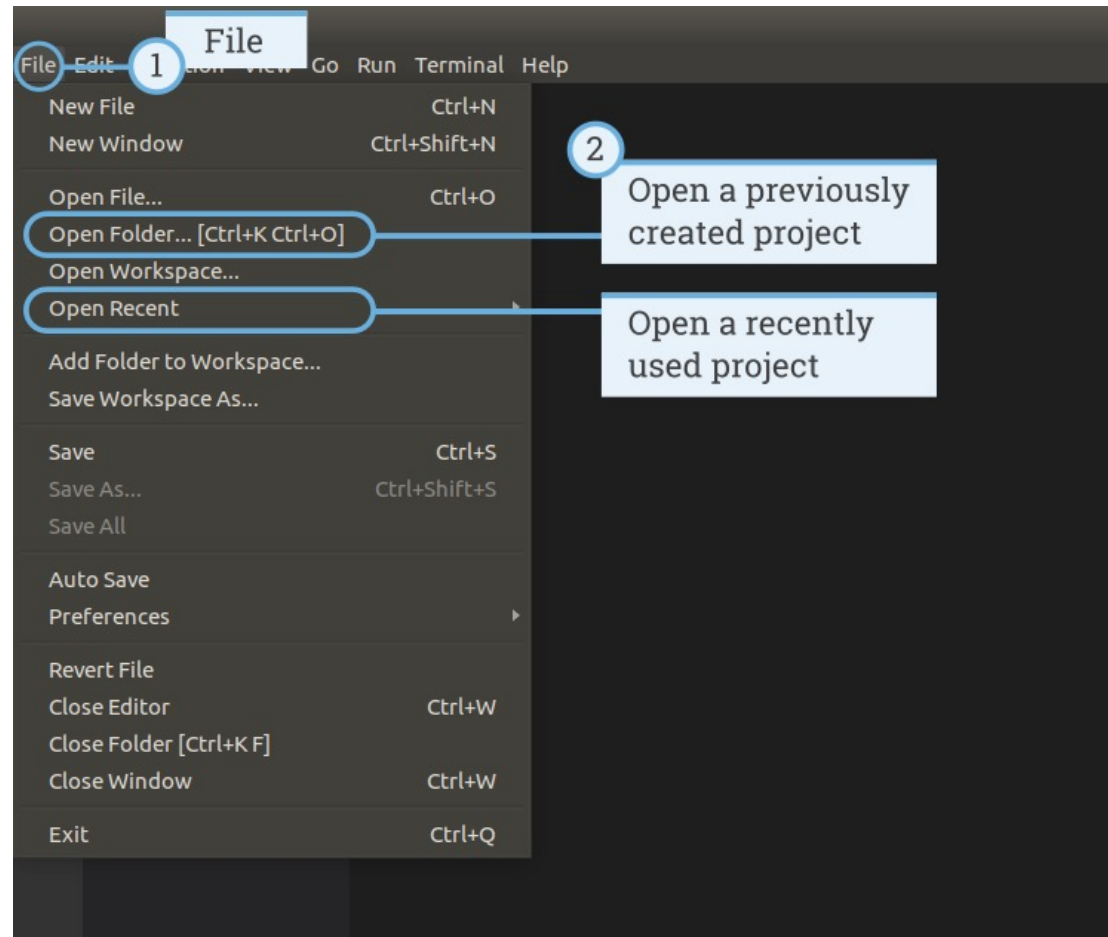 File
1
File Edit Go Run Terminal Help
New File Ctrl+N
New Window Ctrl+Shift+N
2
Open a previously
created project
Open File... Ctrl+O
Open Folder... [Ctrl+K Ctrl+O]
Open Workspace...
Open Recent
Open a recently
used project
Add Folder to Workspace...
Save Workspace As...
Save Ctrl+S
Save As... Ctrl+Shift+S
Save All
Auto Save
Preferences
Revert File
Close Editor Ctrl+W
Close Folder [Ctrl+K F]
Close Window Ctrl+W
Exit Ctrl+Q